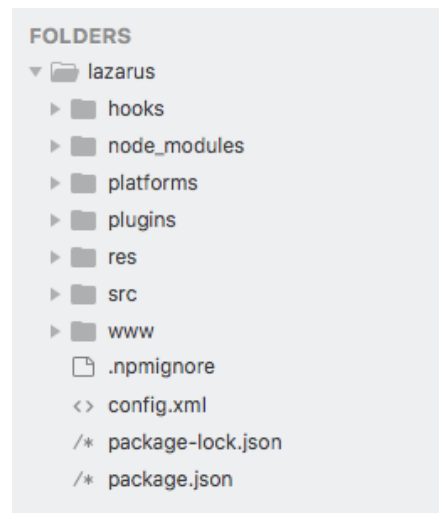 FOLDERS
lazarus
hooks
node_modules
platforms
plugins
res
src
www
.npmignore
<> config.xml
/* package-lock.json
/* package.json